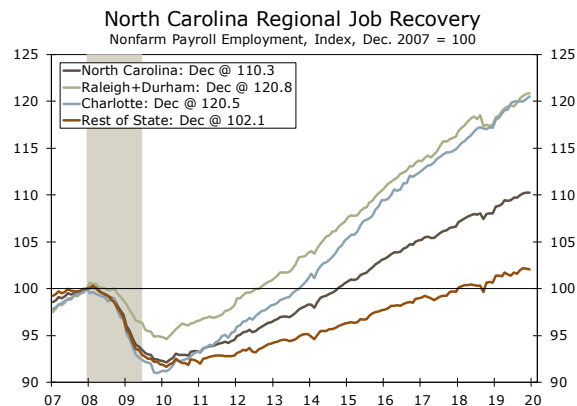 North Carolina Regional Job Recovery
Nonfarm Payroll Employment, Index, Dec. 2007 = 100
125 125
North Carolina: Dec @ 110.3
Raleigh+Durham: Dec @ 120.8
Charlotte: Dec @ 120.5
Rest of State: Dec @ 102.1
120 120
115 115
110 110
105 105
100 100
95 95
90 90
07 08 09 10 11 12 13 14 15 16 17 18 19 20